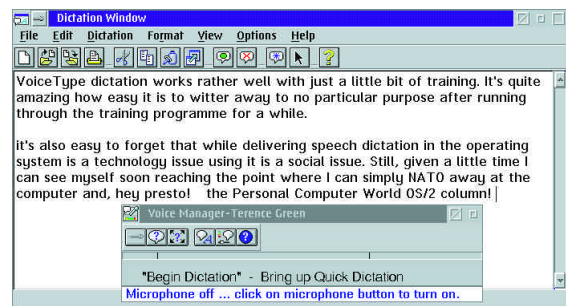 Dictation Window
File Edit Dictation Format View Options Help
VoiceType dictation works rather well with just a little bit of training. It's quite
amazing how easy it is to witter away to no particular purpose after running
through the training programme for a while.
it's also easy to forget that while delivering speech dictation in the operating
system is a technology issue using it is a social issue. Still, given a little time I
can see myself soon reaching the point where I can simply NATO away at the
computer and, hey presto! the Personal Computer World OS/2 column!
Voice Manager-Terence Green
"Begin Dictation" - Bring up Quick Dictation
Microphone off ... click on microphone button to turn on.